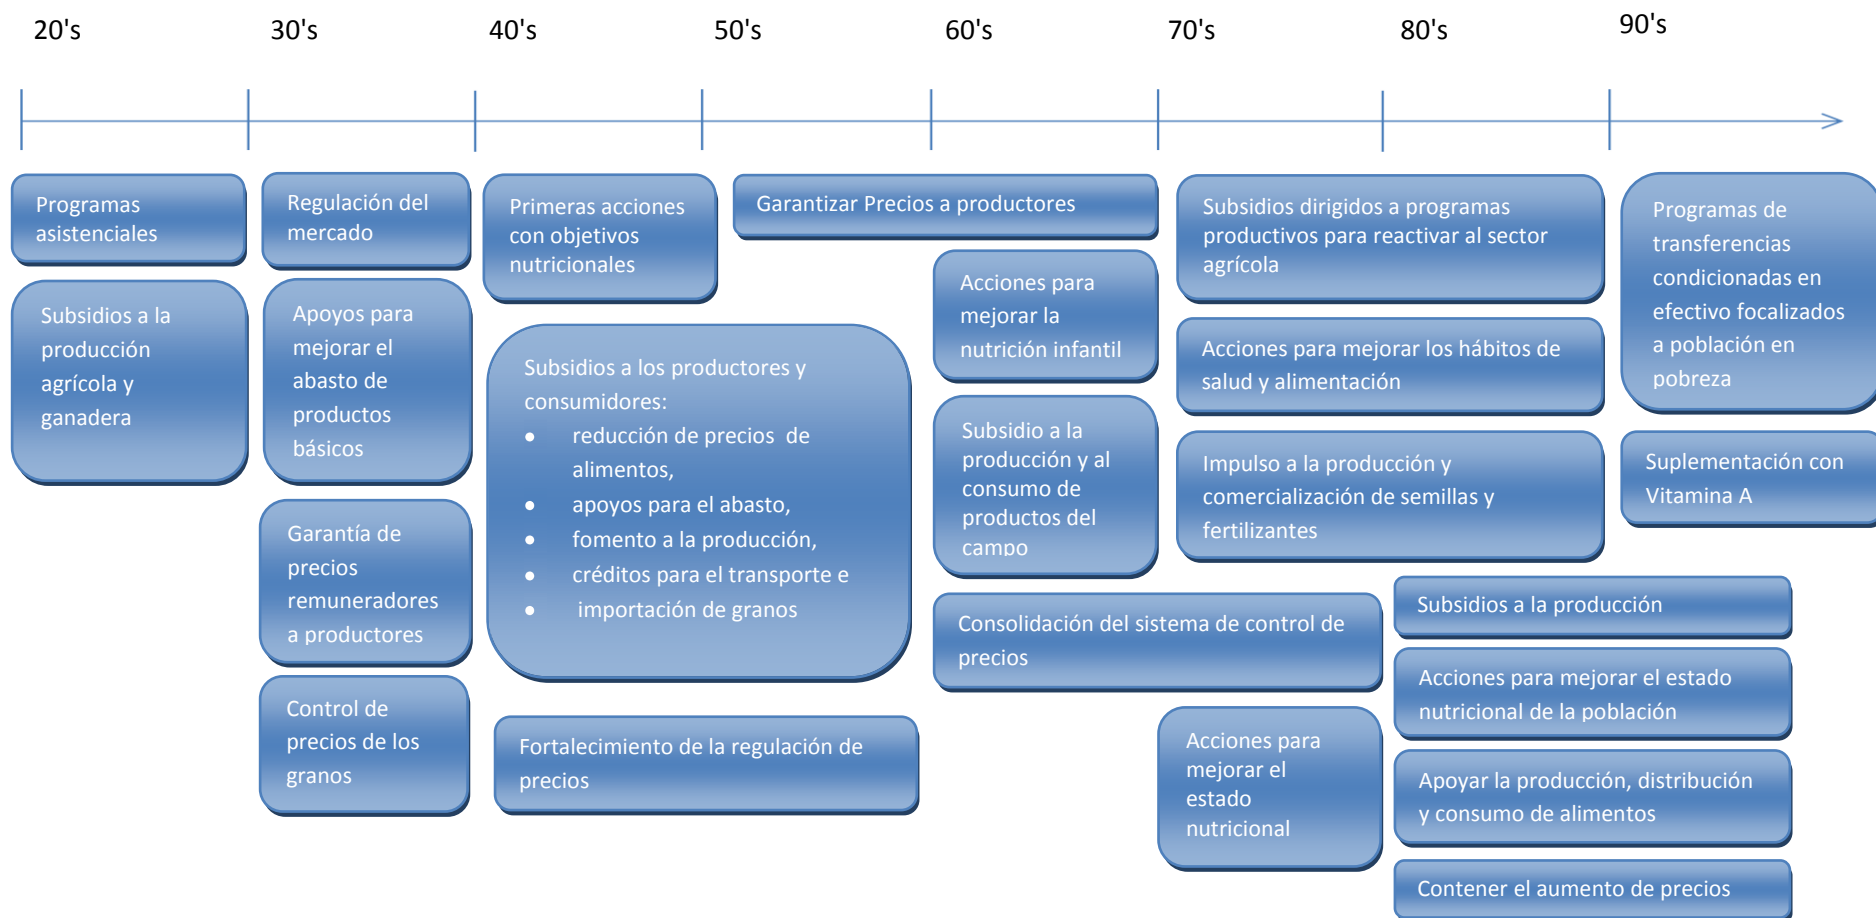 20's 30's 40's 50's 60's 70's 80's 90's
Programas
asistenciales
Subsidios a la
producción
agrícola y
ganadera
Regulación del
mercado
Apoyos para
mejorar el
abasto de
productos
básicos
Garantía de
precios
remuneradores
a productores
Control de
precios de los
granos
Primeras acciones
con objetivos
nutricionales
Subsidios a los productores y
consumidores:
• reducción de precios de
alimentos,
• apoyos para el abasto,
• fomento a la producción,
• créditos para el transporte e
• importación de granos
Fortalecimiento de la regulación de
precios
Garantizar Precios a productores
Acciones para
mejorar la
nutrición infantil
Subsidio a la
producción y al
consumo de
productos del
campo
Consolidación del sistema de control de
precios
Subsidios dirigidos a programas
productivos para reactivar al sector
agrícola
Acciones para mejorar los hábitos de
salud y alimentación
Impulso a la producción y
comercialización de semillas y
fertilizantes
Acciones para
mejorar el
estado
nutricional
Subsidios a la producción
Acciones para mejorar el estado
nutricional de la población
Apoyar la producción, distribución
y consumo de alimentos
Contener el aumento de precios
Programas de
transferencias
condicionadas en
efectivo focalizados
a población en
pobreza
Suplementación con
Vitamina A